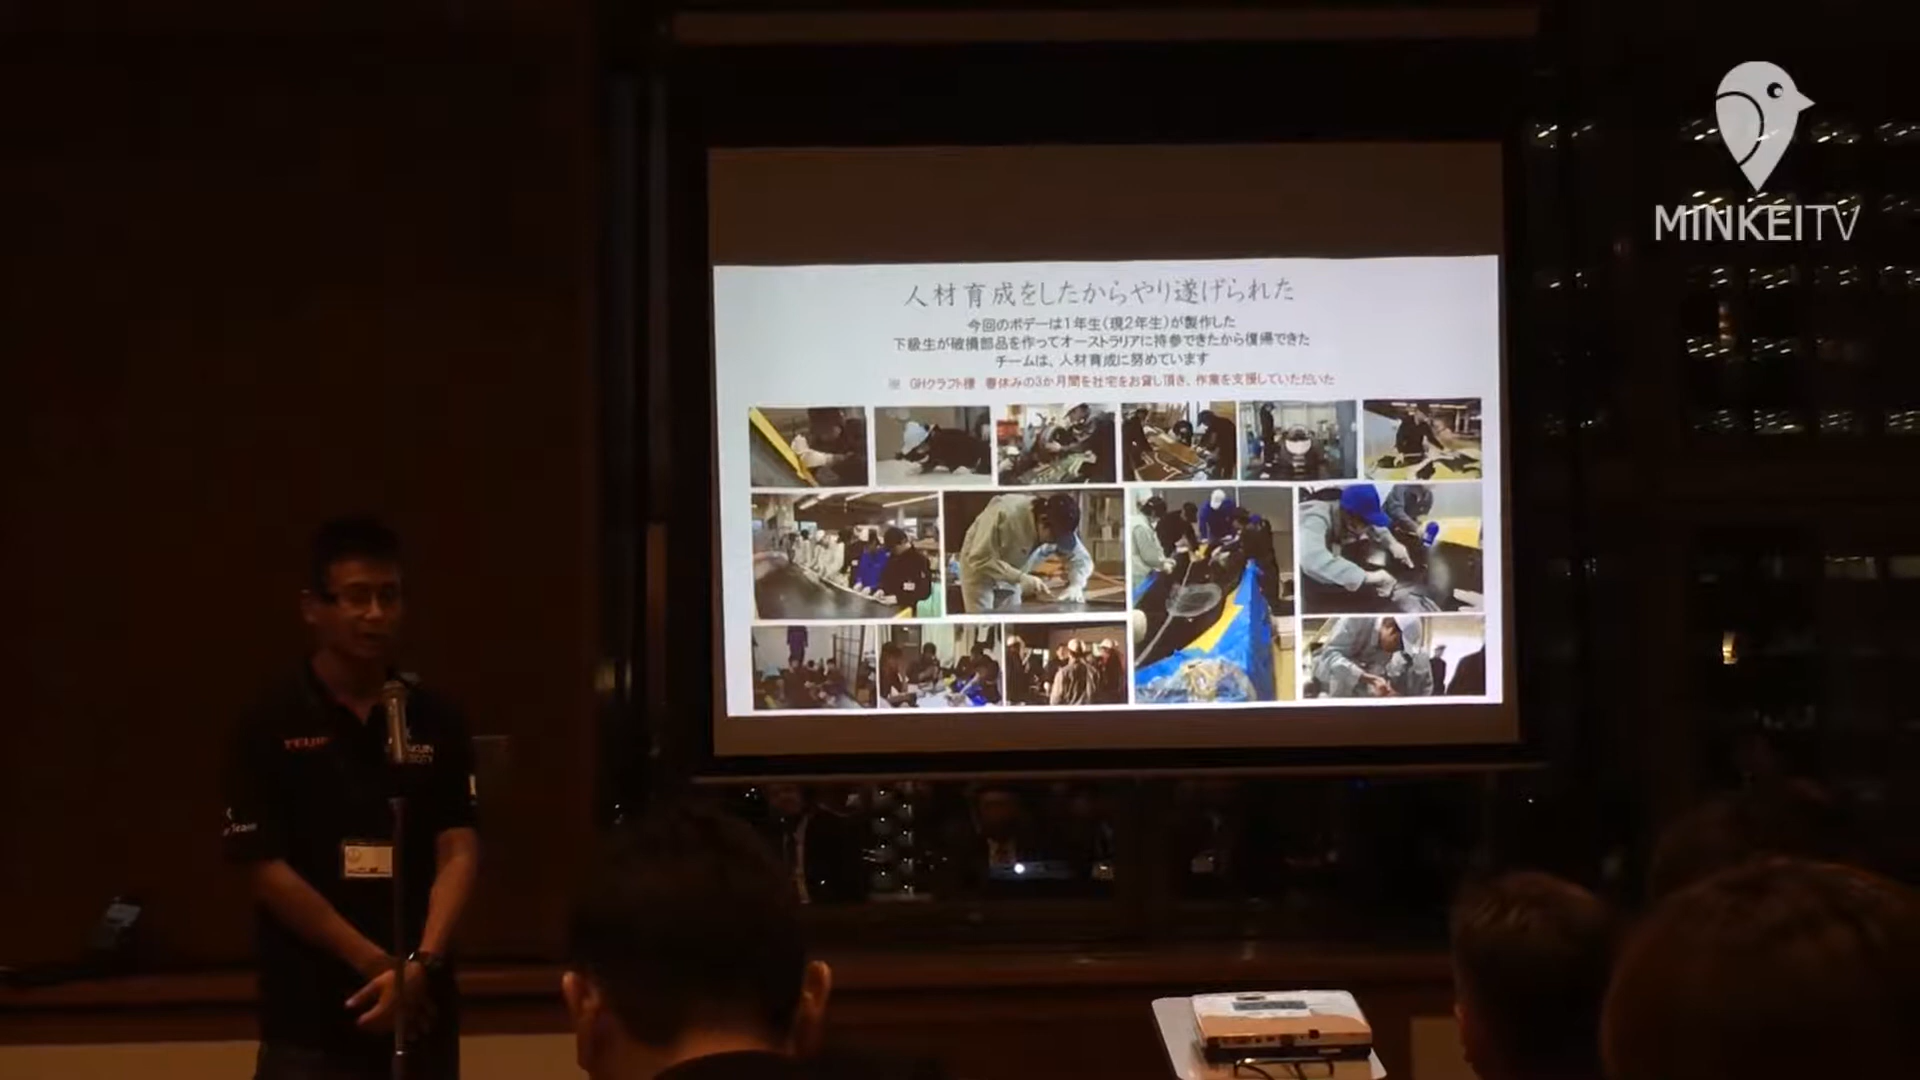 MINKEITV
人材育成をしたからやり遂げられた
今回のボデーは1年生(現2年生)が製作した
下級生が破損部品を作ってオーストラリアに持参できたから復帰できた
チームは、人材育成に努めています
※ GHクラフト様 春休みの3か月間を社宅をお貸し頂き、作業を支援していただいた